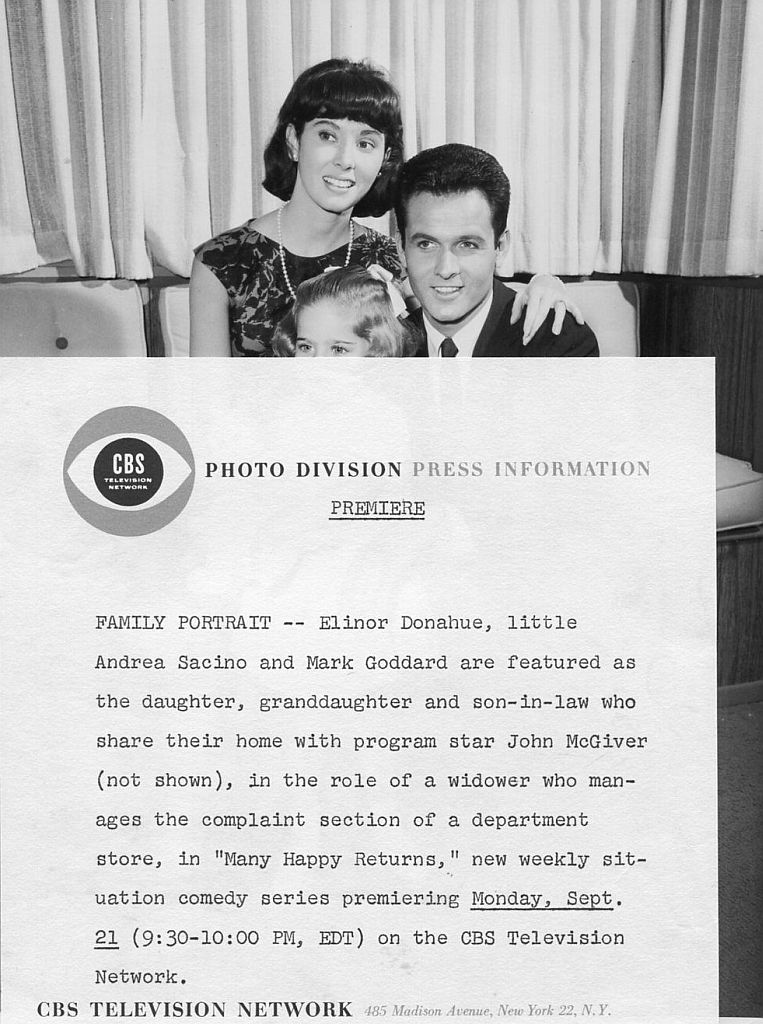 CBS
TELEVISION
NETWORK
PHOTO DIVISION PRESS INFORMATION
PREMIERE
FAMILY PORTRAIT -- Elinor Donahue, little
Andrea Sacino and Mark Goddard are featured as
the daughter, granddaughter and son-in-law who
share their home with program star John McGiver
(not shown), in the role of a widower who man-
ages the complaint section of a department
store, in "Many Happy Returns," new weekly sit-
uation comedy series premiering Monday, Sept.
21 (9:30-10:00 PM, EDT) on the CBS Television
Network.
CBS TELEVISION NETWORK 485 Madison Avenue, New York 22, N.Y.